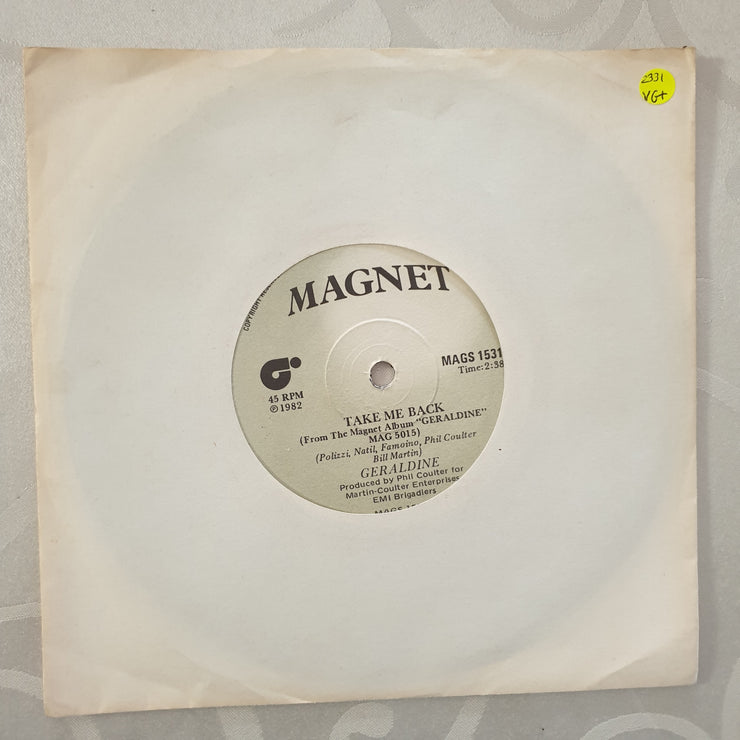 2331
VG+
MAGNET
COPYRIGHT
MAGS 1531
Time: 2:38
45 RPM
℗ 1982
TAKE ME BACK
(From The Magnet Album "GERALDINE"
MAG 5015)
(Polizzi, Natil, Famoino, Phil Coulter
Bill Martin)
GERALDINE
Produced by Phil Coulter for
Martin-Coulter Enterprises
EMI Brigadiers